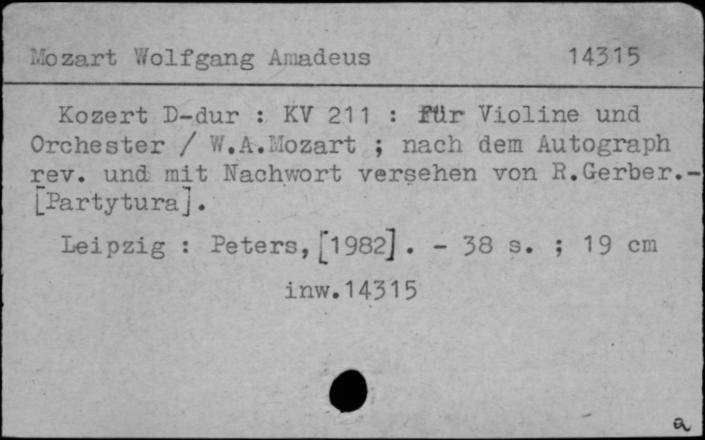 Mozart Wolfgang Amadeus 14315
Kozert D-dur : KV 211 : Für Violine und
Orchester / W.A.Mozart ; nach dem Autograph
rev. und mit Nachwort versehen von R.Gerber.-
[Partytura].
Leipzig : Peters,[1982]. - 38 s. ; 19 cm
inw.14315
a